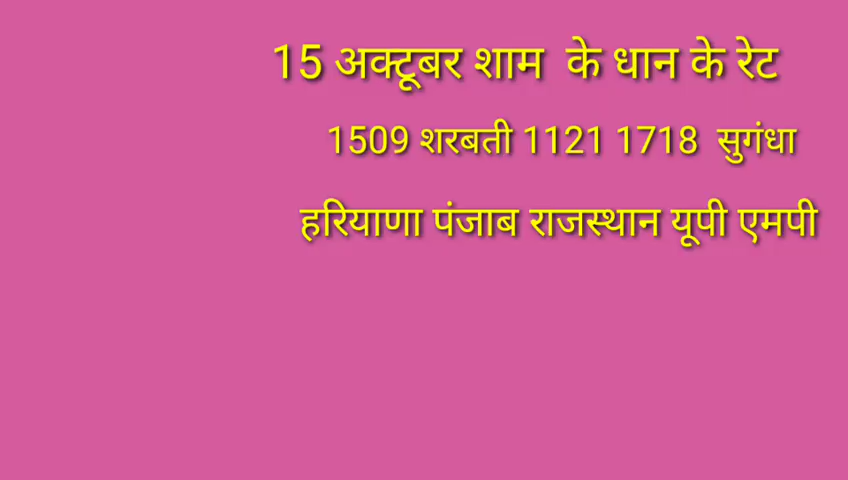 15 अक्टूबर शाम के धान के रेट
1509 शरबती 1121 1718 सुगंधा
हरियाणा पंजाब राजस्थान यूपी एमपी